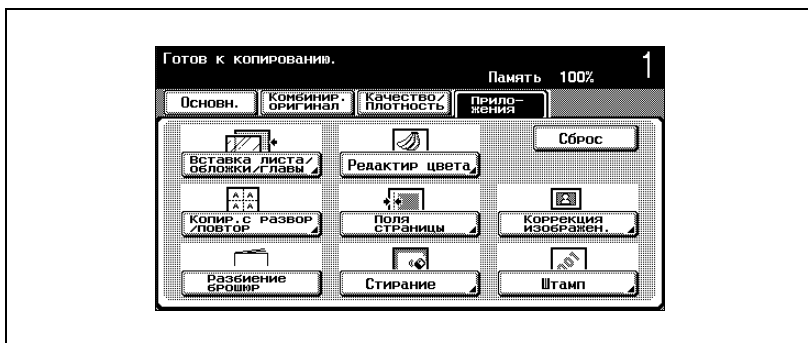 Готов к копированию.
Память 100% 1
Основн.
Комбинир.
оригинал
Качество/
плотность
Прило-
жения
Сброс
Вставка листа/
обложки/главы
Редактир цвета
Копир.с развор
/повтор
Поля
страницы
Коррекция
изображен.
Разбиение
брошюр
Стирание
Штамп